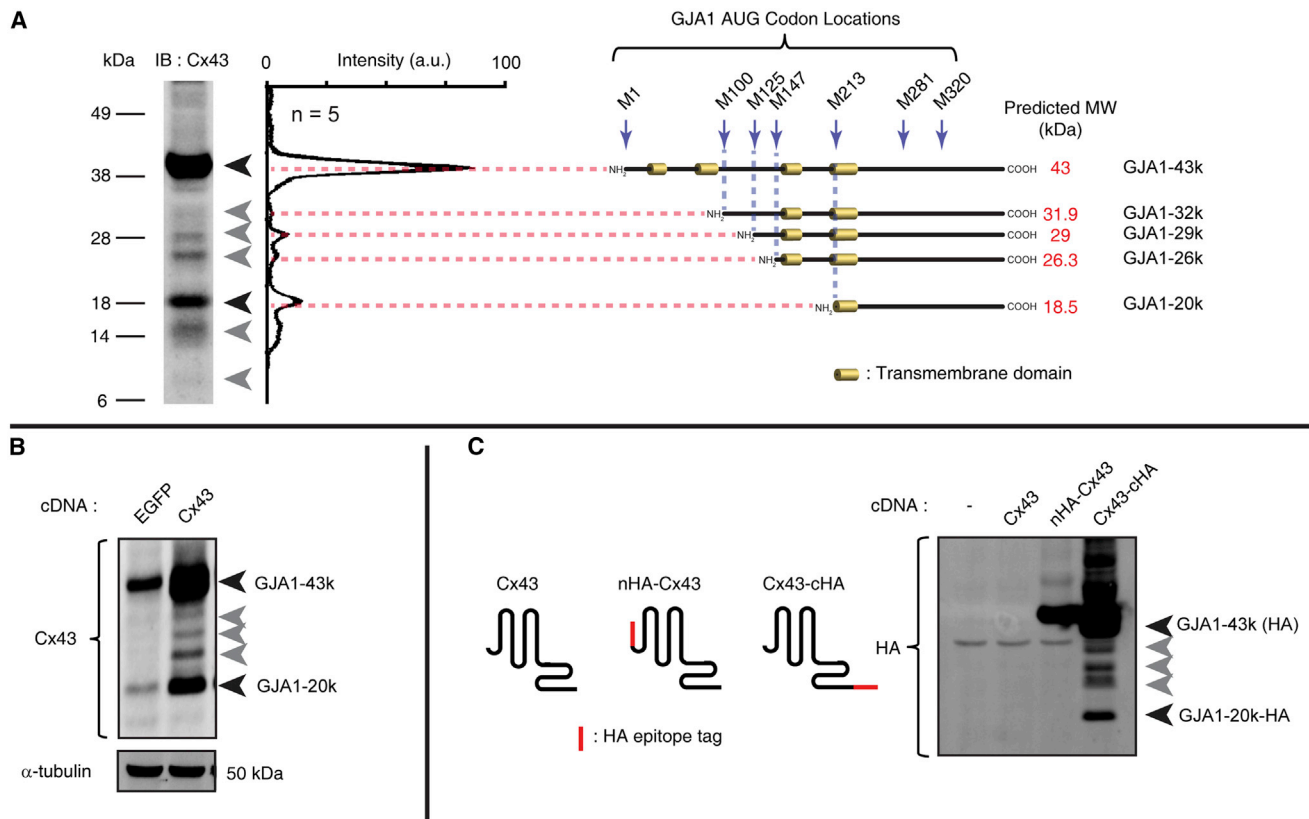 A
GJA1 AUG Codon Locations
kDa IB : Cx43 0 Intensity (a.u.) 100
n = 5
M1 M100 M125 M147 M213 M281 M320
Predicted MW
(kDa)
49
38
28
18
14
6
NH2 COOH 43 GJA1-43k
NH2 COOH 31.9 GJA1-32k
NH2 COOH 29 GJA1-29k
NH2 COOH 26.3 GJA1-26k
NH2 COOH 18.5 GJA1-20k
: Transmembrane domain
B
cDNA : EGFP Cx43
Cx43
GJA1-43k
GJA1-20k
α-tubulin 50 kDa
C
Cx43 nHA-Cx43 Cx43-cHA
: HA epitope tag
cDNA : - Cx43 nHA-Cx43 Cx43-cHA
HA
GJA1-43k (HA)
GJA1-20k-HA